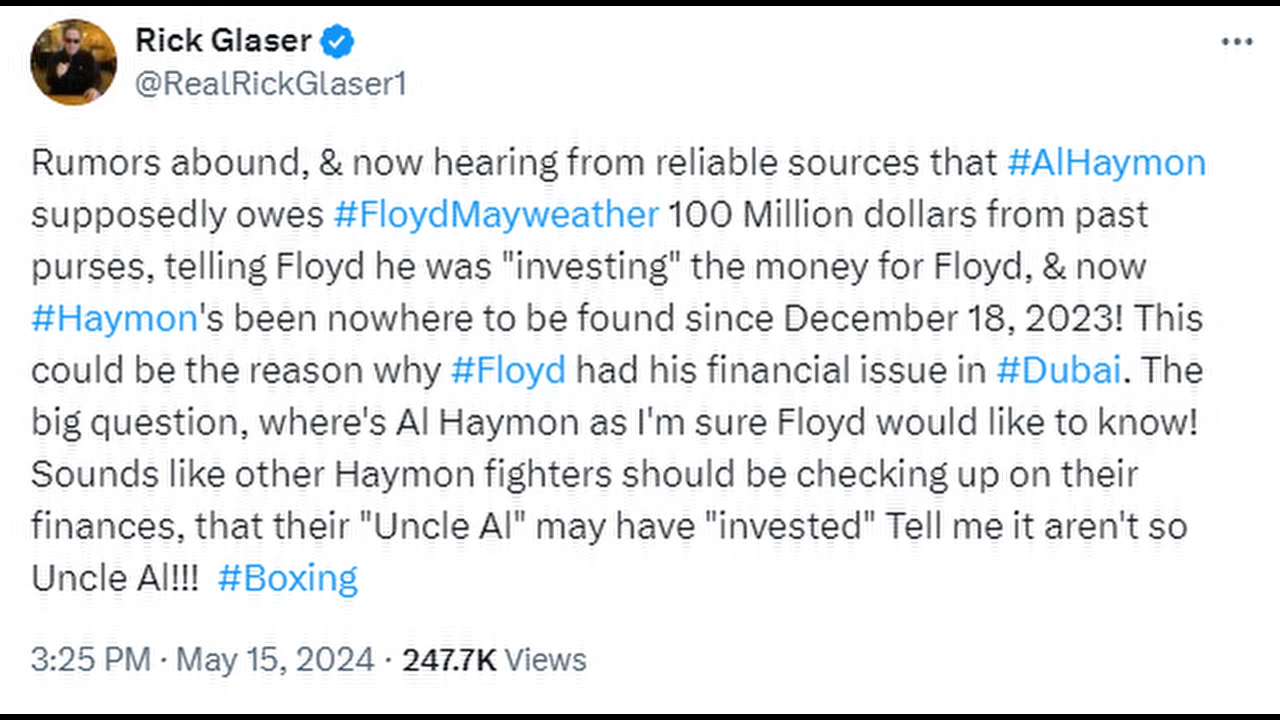 Rick Glaser
@RealRickGlaser1
Rumors abound, & now hearing from reliable sources that #AlHaymon
supposedly owes #FloydMayweather 100 Million dollars from past
purses, telling Floyd he was "investing" the money for Floyd, & now
#Haymon's been nowhere to be found since December 18, 2023! This
could be the reason why #Floyd had his financial issue in #Dubai. The
big question, where's Al Haymon as I'm sure Floyd would like to know!
Sounds like other Haymon fighters should be checking up on their
finances, that their "Uncle Al" may have "invested" Tell me it aren't so
Uncle Al!!! #Boxing
3:25 PM · May 15, 2024 · 247.7K Views